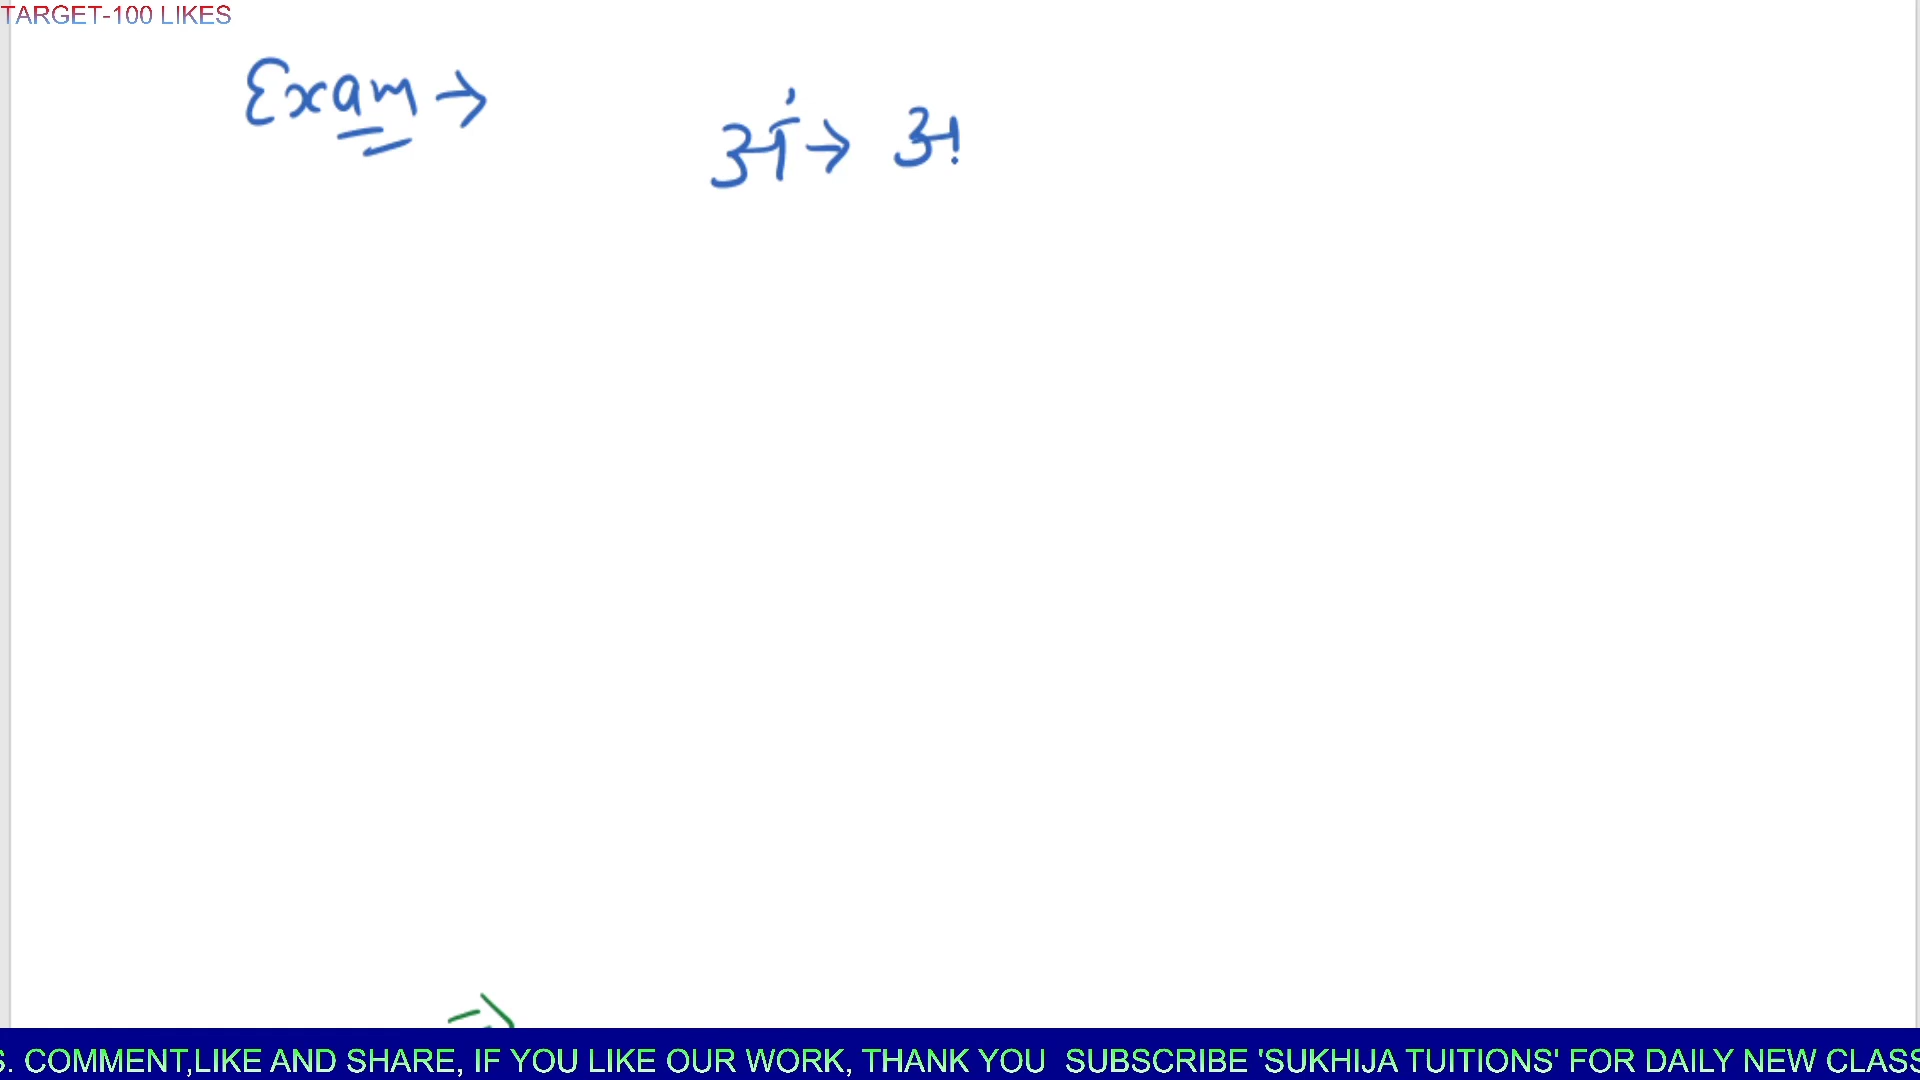 TARGET-100 LIKES
Exam →
अं → अ
S. COMMENT,LIKE AND SHARE, IF YOU LIKE OUR WORK, THANK YOU SUBSCRIBE 'SUKHIJA TUITIONS' FOR DAILY NEW CLASS